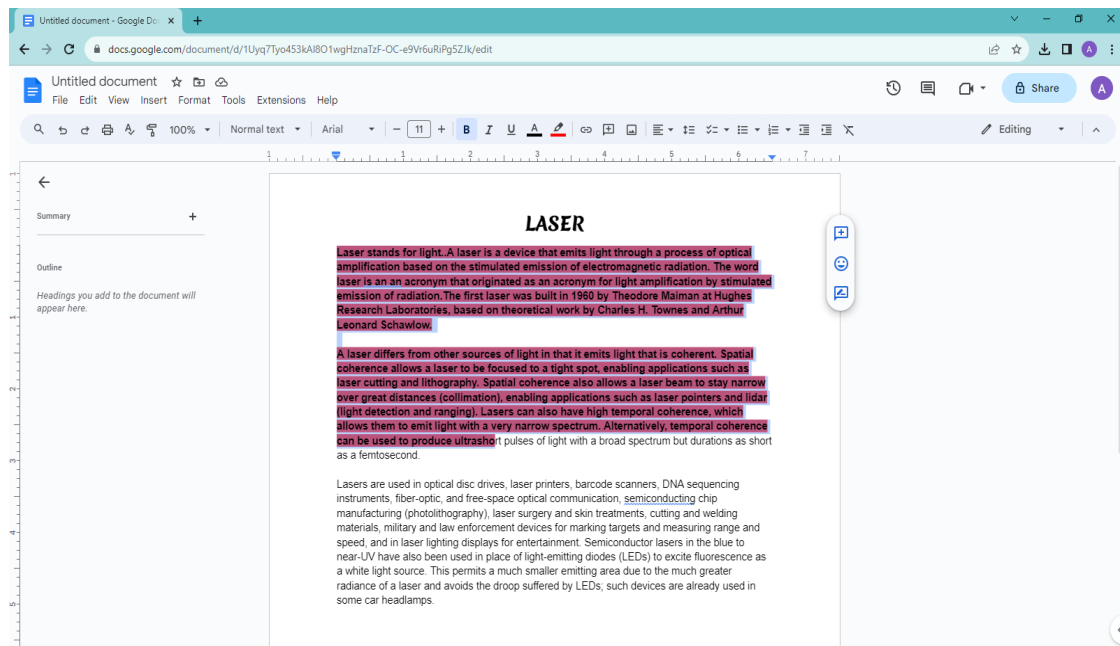 Untitled document - Google Do
docs.google.com/document/d/1Uyq7Tyo453kAl8O1wgHznaTzF-OC-e9Vr6uRiPg5ZJk/edit
A
Untitled document
File Edit View Insert Format Tools Extensions Help
Share
A
100% Normal text Arial 11 B I U A Editing
1 1 2 3 4 5 6 7
Summary
Outline
Headings you add to the document will
appear here.
1
1
2
3
4
5
LASER
Laser stands for light..A laser is a device that emits light through a process of optical
amplification based on the stimulated emission of electromagnetic radiation. The word
laser is an an acronym that originated as an acronym for light amplification by stimulated
emission of radiation.The first laser was built in 1960 by Theodore Maiman at Hughes
Research Laboratories, based on theoretical work by Charles H. Townes and Arthur
Leonard Schawlow.
A laser differs from other sources of light in that it emits light that is coherent. Spatial
coherence allows a laser to be focused to a tight spot, enabling applications such as
laser cutting and lithography. Spatial coherence also allows a laser beam to stay narrow
over great distances (collimation), enabling applications such as laser pointers and lidar
(light detection and ranging). Lasers can also have high temporal coherence, which
allows them to emit light with a very narrow spectrum. Alternatively, temporal coherence
can be used to produce ultrashort pulses of light with a broad spectrum but durations as short
as a femtosecond.
Lasers are used in optical disc drives, laser printers, barcode scanners, DNA sequencing
instruments, fiber-optic, and free-space optical communication, semiconducting chip
manufacturing (photolithography), laser surgery and skin treatments, cutting and welding
materials, military and law enforcement devices for marking targets and measuring range and
speed, and in laser lighting displays for entertainment. Semiconductor lasers in the blue to
near-UV have also been used in place of light-emitting diodes (LEDs) to excite fluorescence as
a white light source. This permits a much smaller emitting area due to the much greater
radiance of a laser and avoids the droop suffered by LEDs; such devices are already used in
some car headlamps.